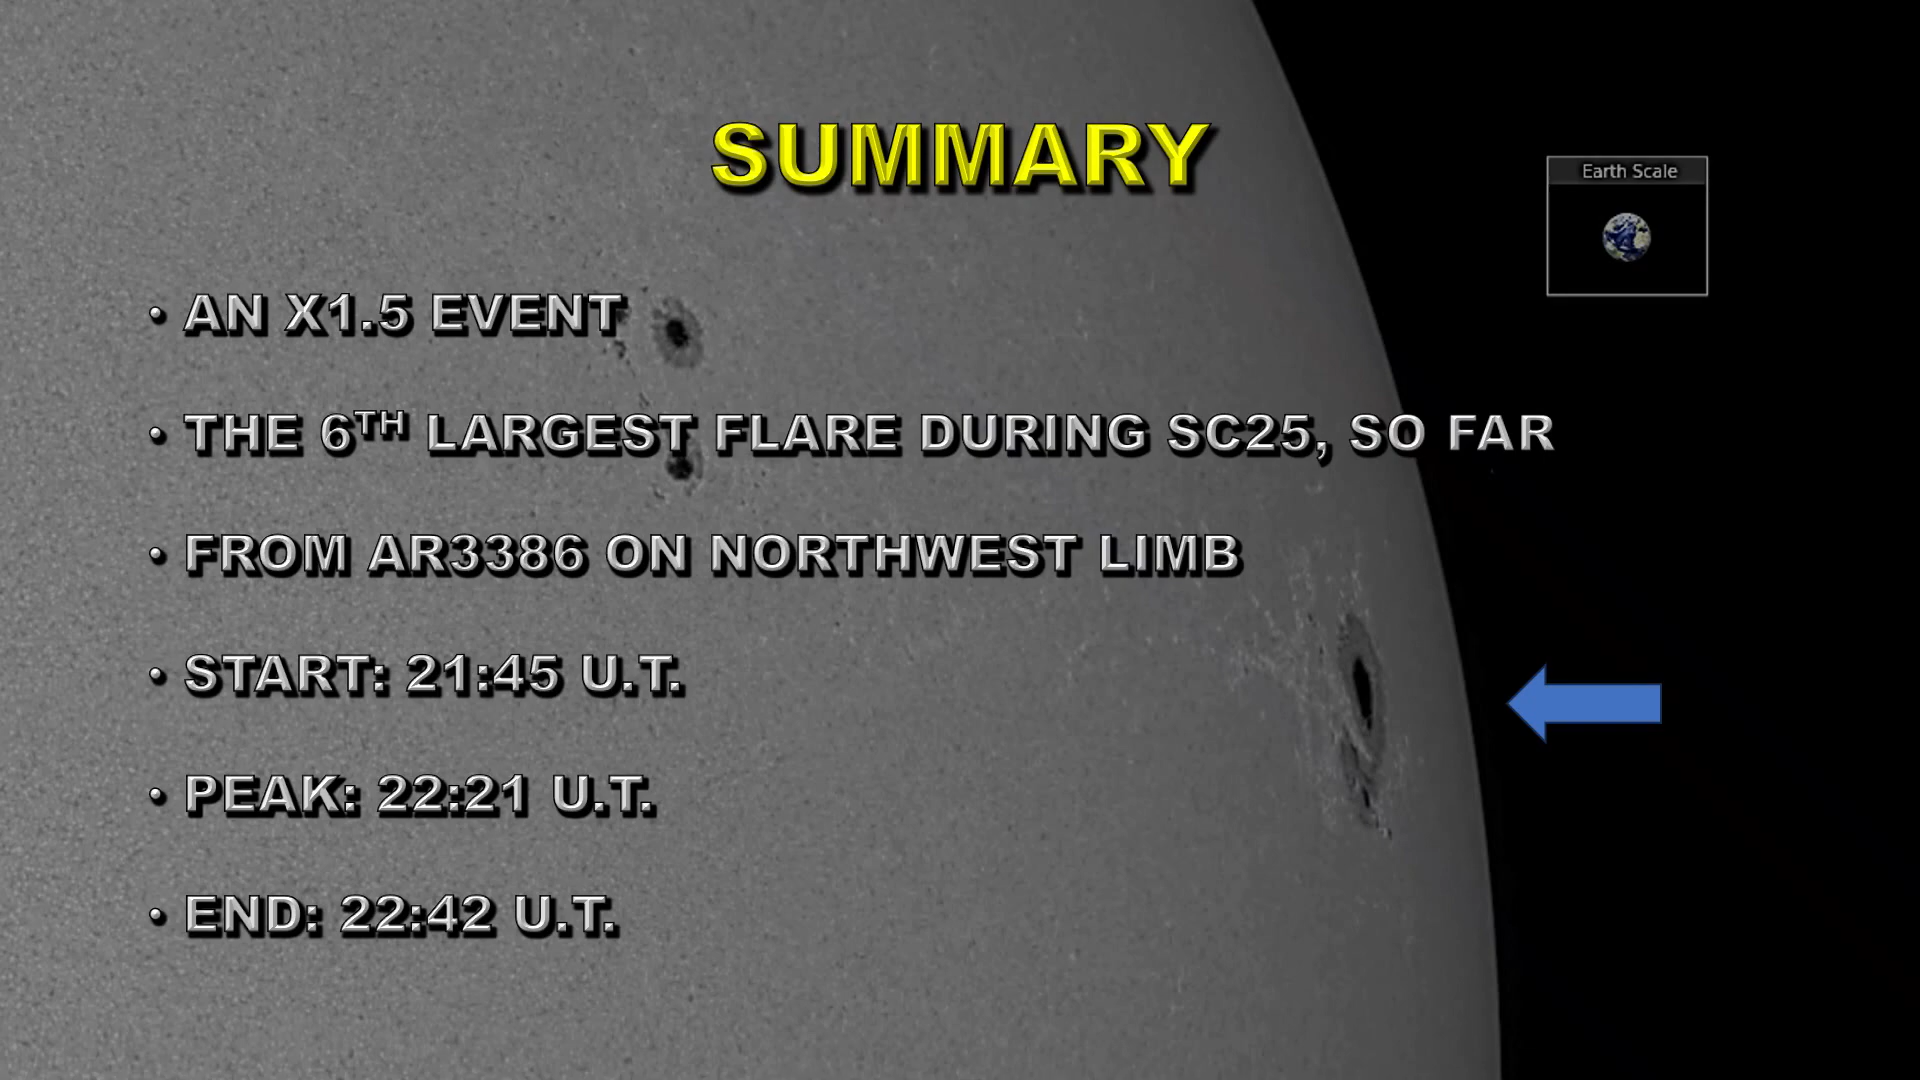 SUMMARY
Earth Scale
• AN X1.5 EVENT
• THE 6TH LARGEST FLARE DURING SC25, SO FAR
• FROM AR3386 ON NORTHWEST LIMB
• START: 21:45 U.T.
• PEAK: 22:21 U.T.
• END: 22:42 U.T.